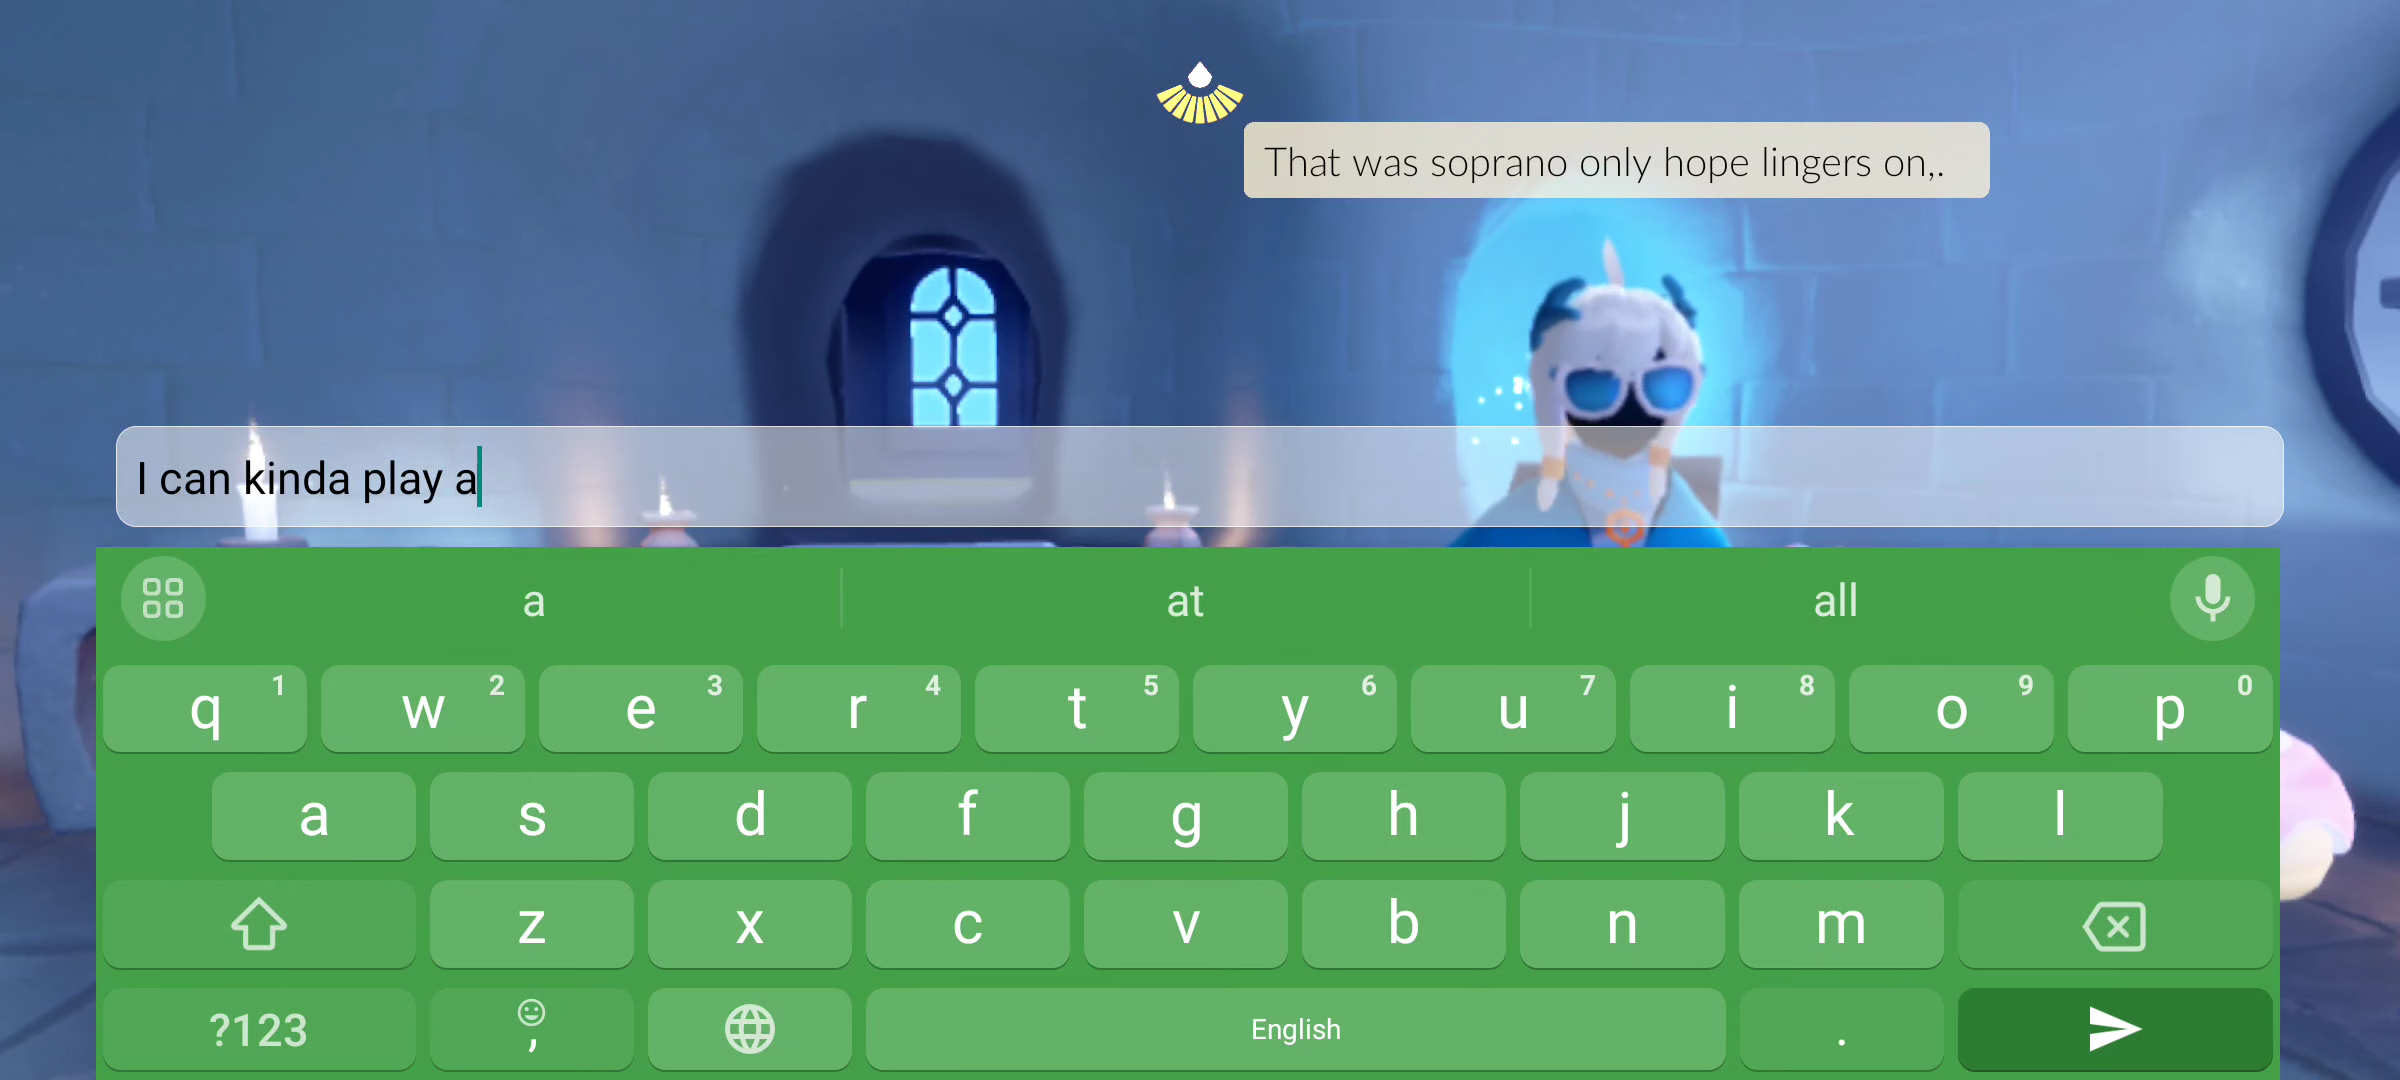 That was soprano only hope lingers on,.
I can kinda play a
a at all
q 1 w 2 e 3 r 4 t 5 y 6 u 7 i 8 o 9 p 0
a s d f g h j k l
z x c v b n m
?123 , English .